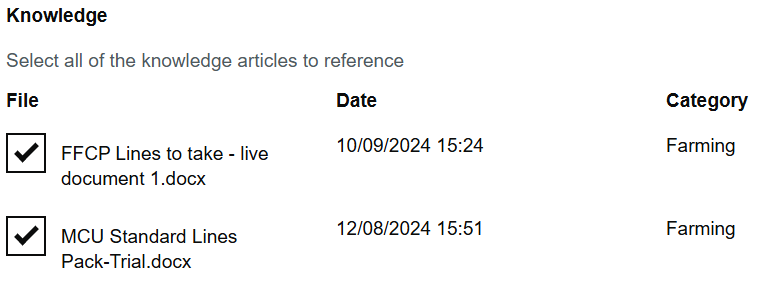 Knowledge
Select all of the knowledge articles to reference
File Date Category
FFCP Lines to take - live 10/09/2024 15:24 Farming
document 1.docx
MCU Standard Lines 12/08/2024 15:51 Farming
Pack-Trial.docx